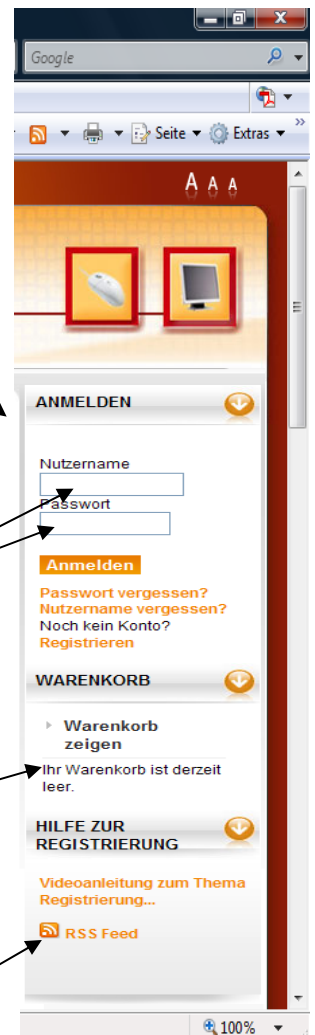 Google
Seite
Extras
»
A A A
ANMELDEN
Nutzername
Passwort
Anmelden
Passwort vergessen?
Nutzername vergessen?
Noch kein Konto?
Registrieren
WARENKORB
Warenkorb
zeigen
Ihr Warenkorb ist derzeit
leer.
HILFE ZUR
REGISTRIERUNG
Videoanleitung zum Thema
Registrierung...
RSS Feed
100%